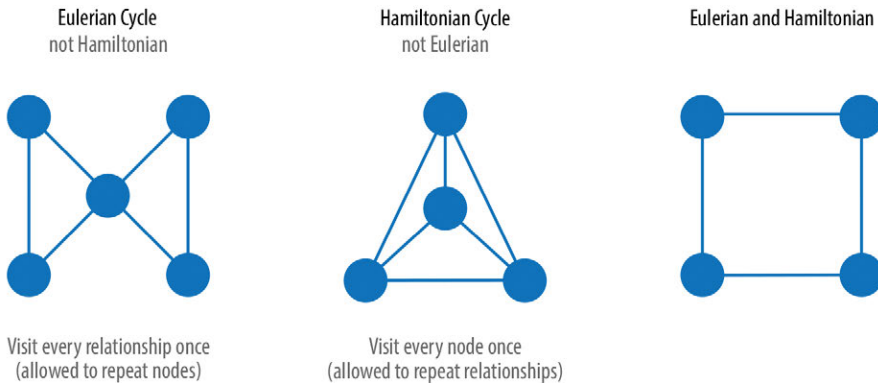 Eulerian Cycle
not Hamiltonian
Hamiltonian Cycle
not Eulerian
Eulerian and Hamiltonian
Visit every relationship once
(allowed to repeat nodes)
Visit every node once
(allowed to repeat relationships)